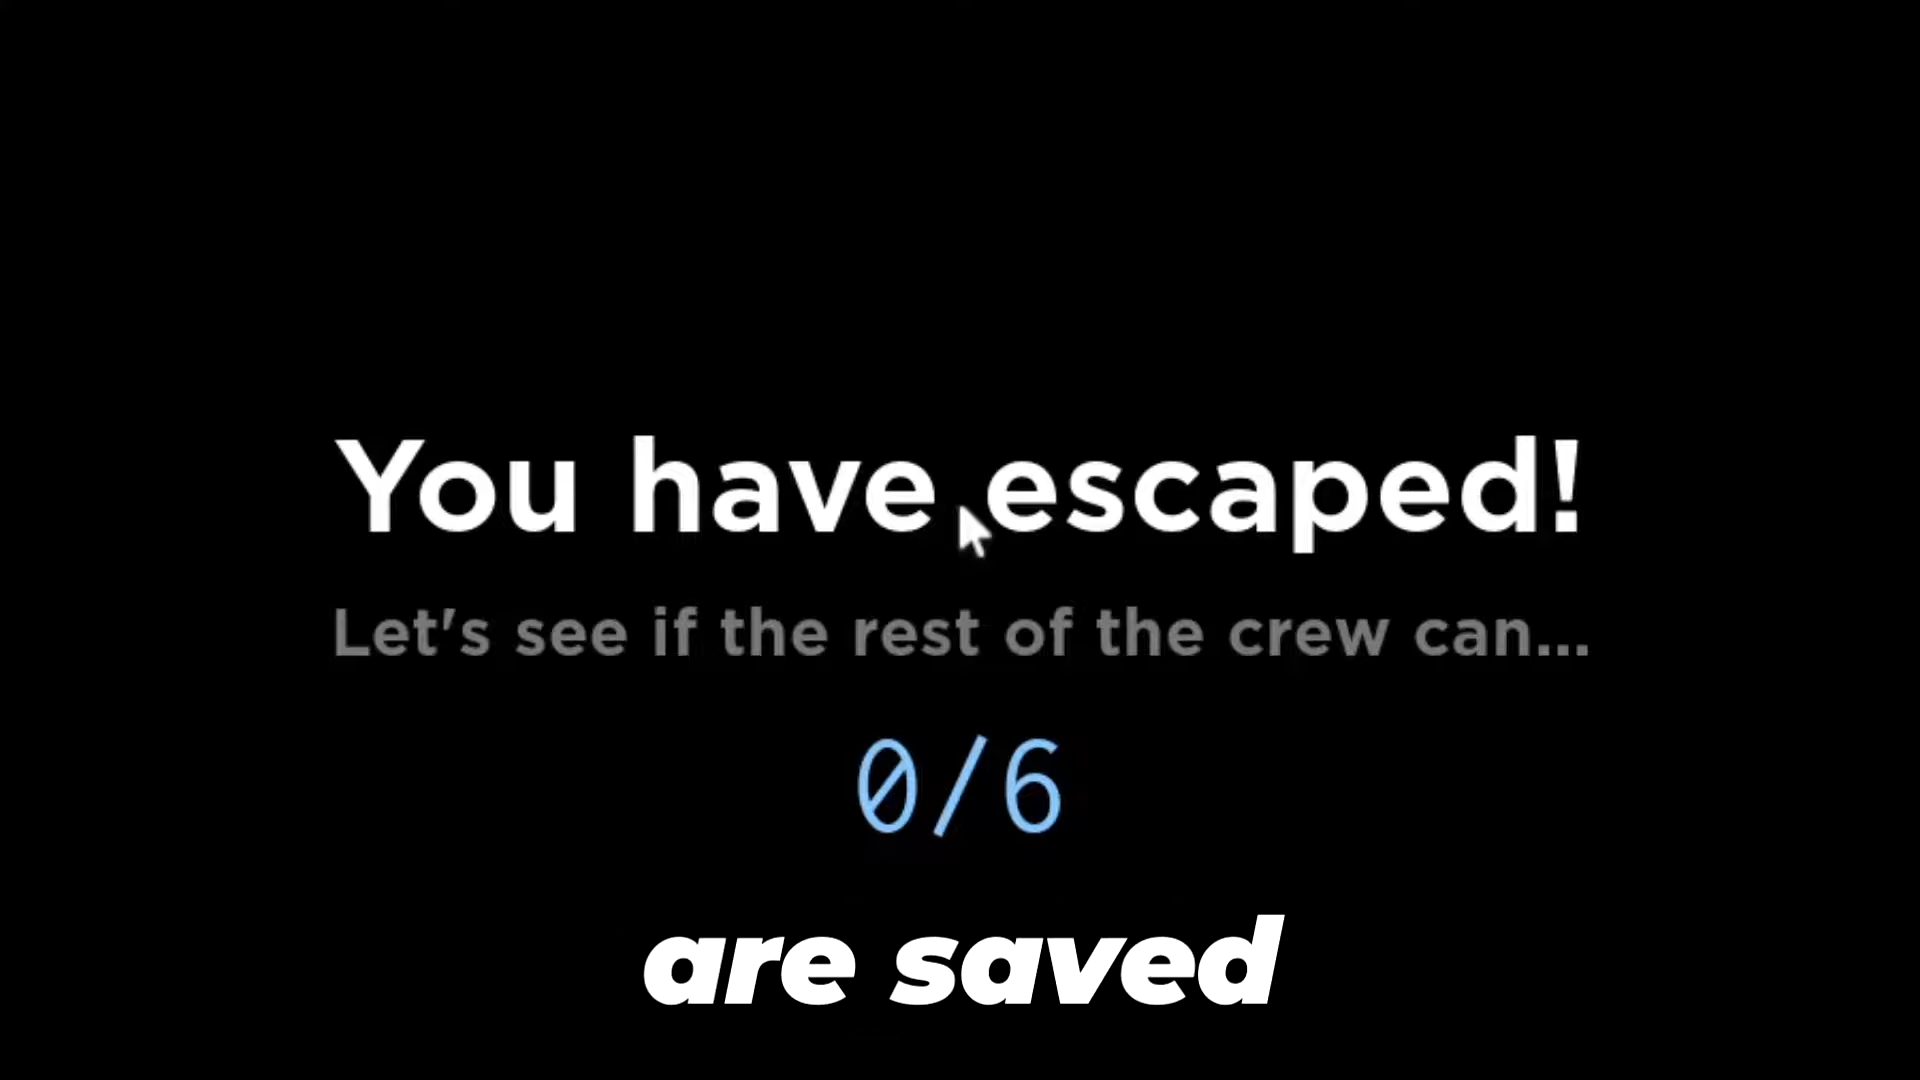 You have escaped!
Let's see if the rest of the crew can...
0/6
are saved